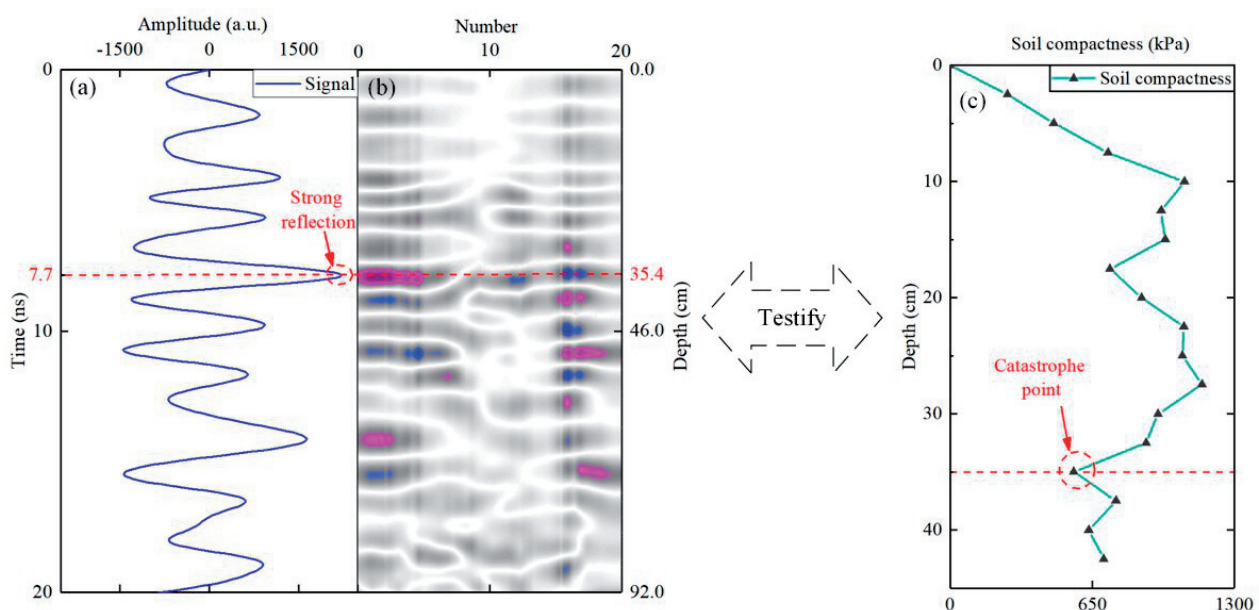 Amplitude (a.u.)
-1500 0 1500
Number
0 10 20
Soil compactness (kPa)
0
(a)
Signal
(b)
0.0
0
(c)
Soil compactness
10
Strong
reflection
7.7
35.4
20
Time (ns)
10
46.0
Depth (cm)
Testify
Depth (cm)
Catastrophe
point
30
40
20
92.0
0 650 1300